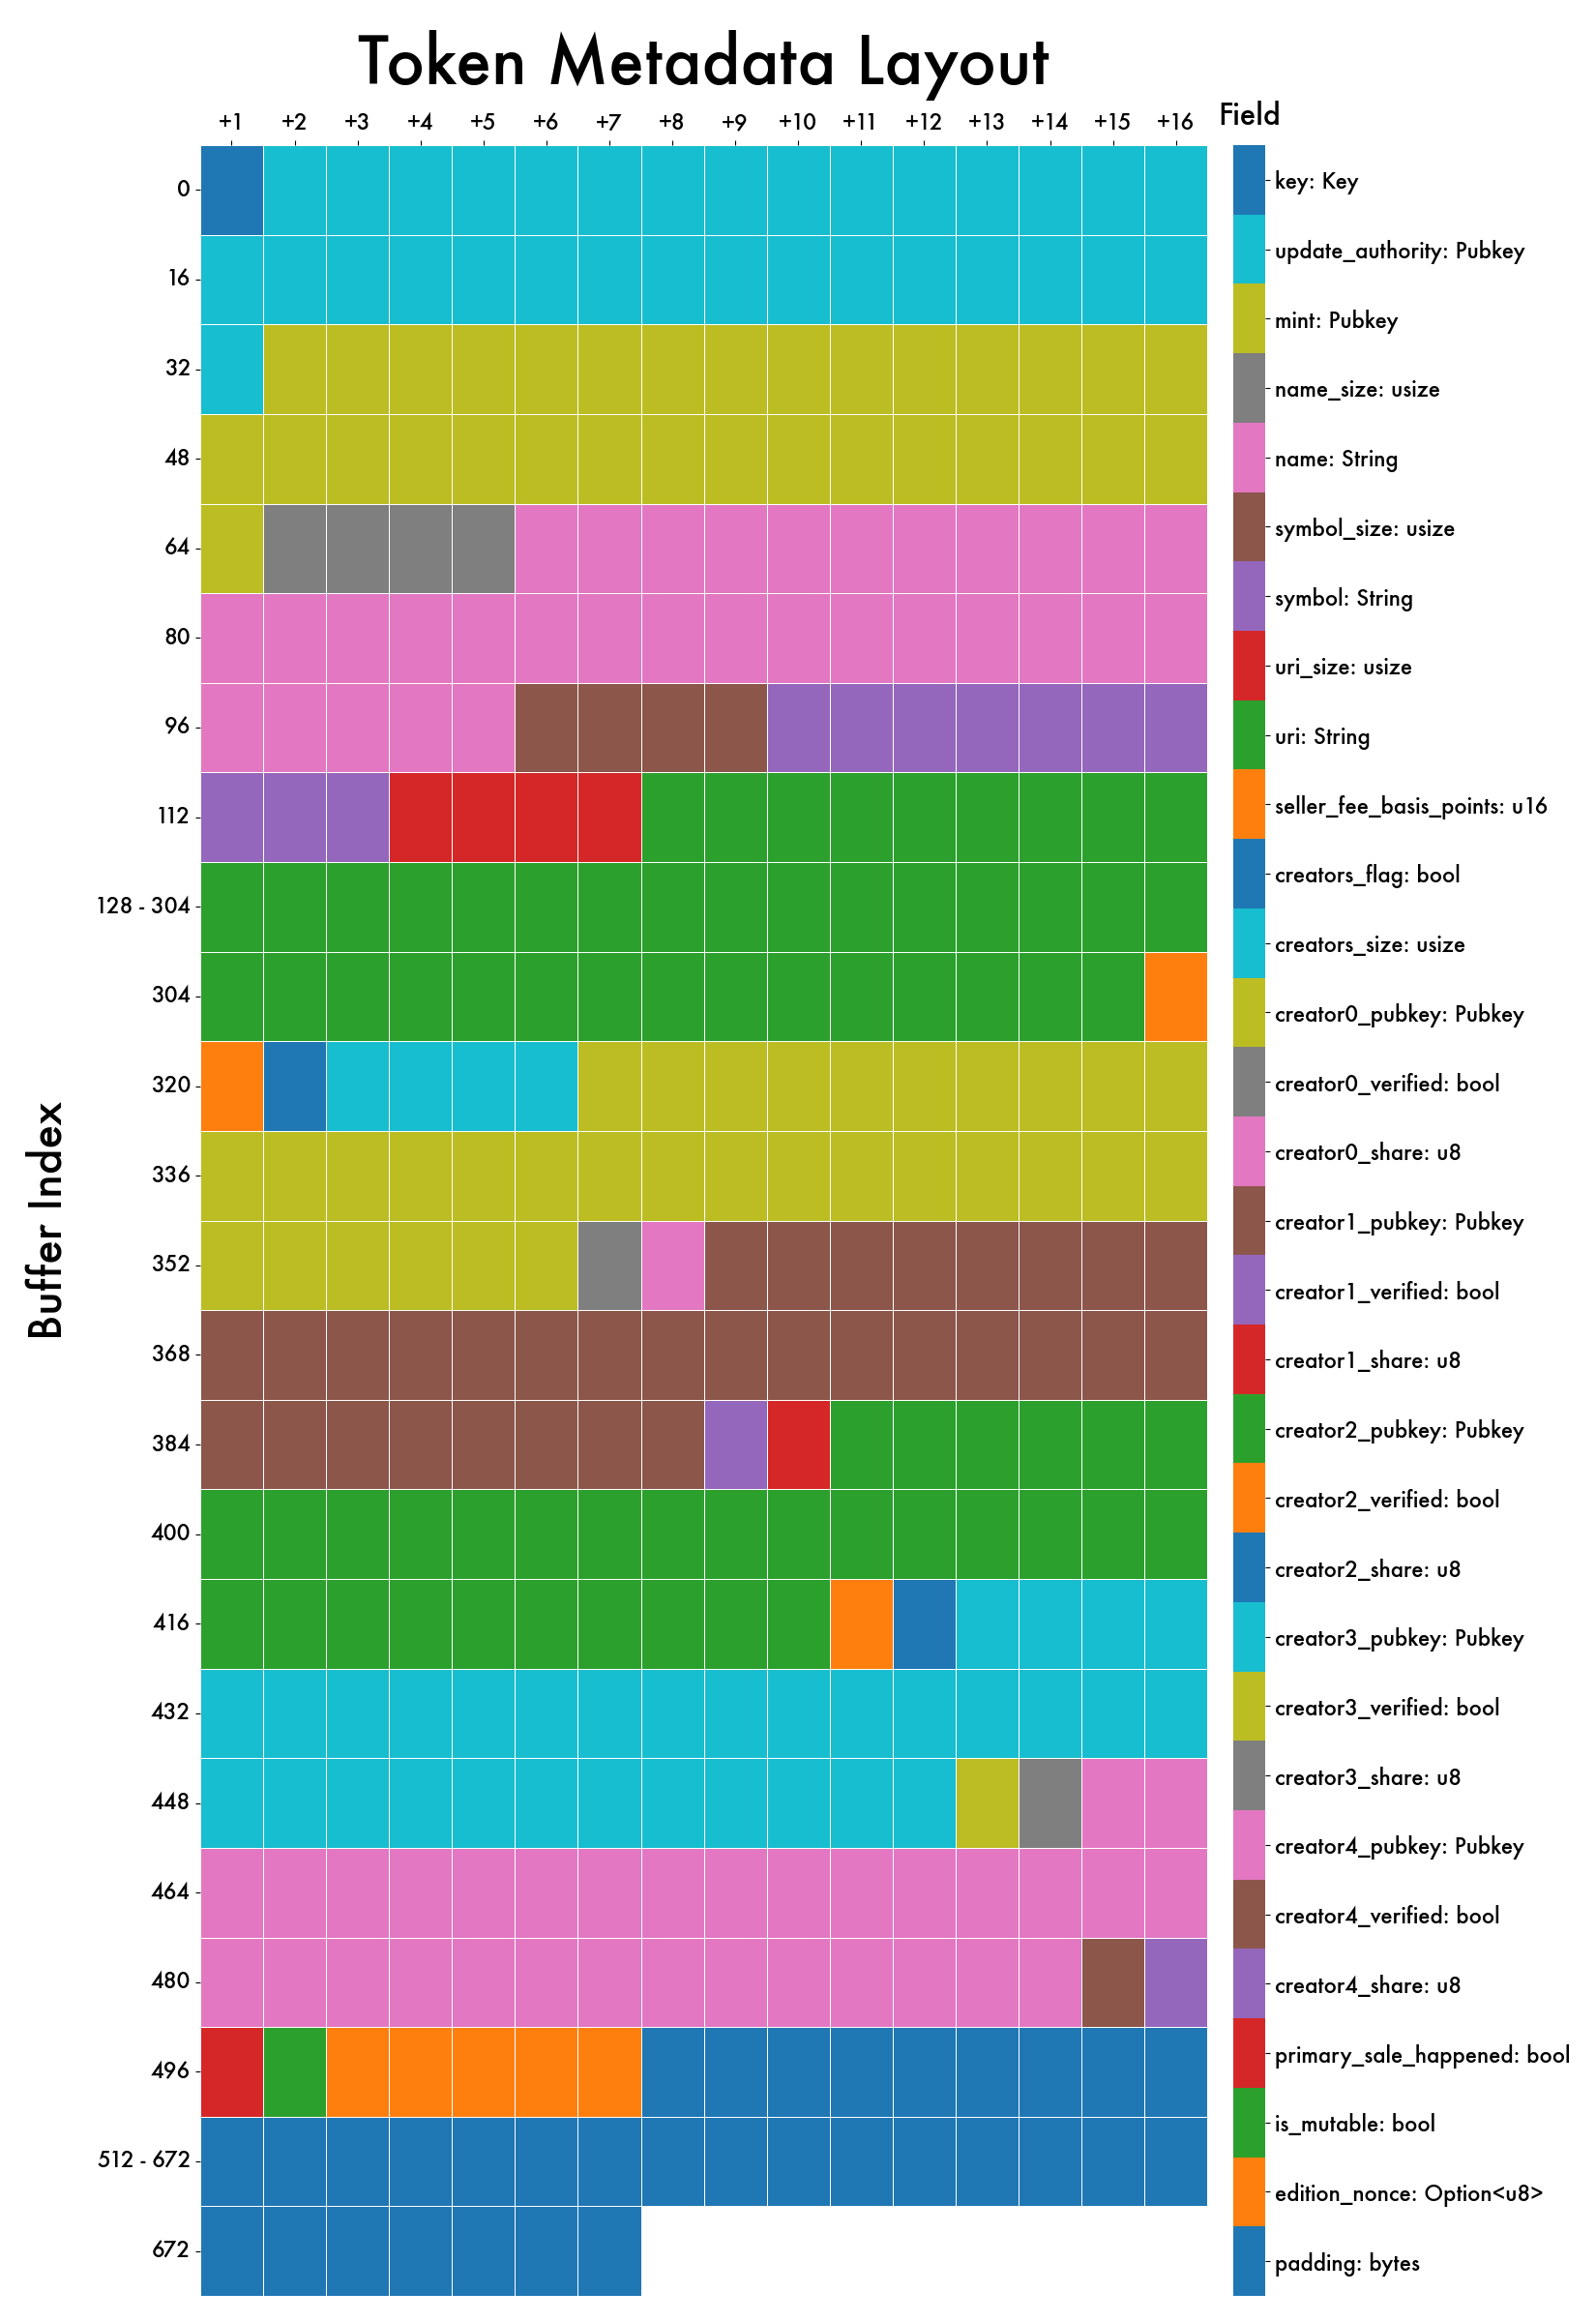 Token Metadata Layout
+1 +2 +3 +4 +5 +6 +7 +8 +9 +10 +11 +12 +13 +14 +15 +16
Field
Buffer Index
0
16
32
48
64
80
96
112
128 - 304
304
320
336
352
368
384
400
416
432
448
464
480
496
512 - 672
672
key: Key
update_authority: Pubkey
mint: Pubkey
name_size: usize
name: String
symbol_size: usize
symbol: String
uri_size: usize
uri: String
seller_fee_basis_points: u16
creators_flag: bool
creators_size: usize
creator0_pubkey: Pubkey
creator0_verified: bool
creator0_share: u8
creator1_pubkey: Pubkey
creator1_verified: bool
creator1_share: u8
creator2_pubkey: Pubkey
creator2_verified: bool
creator2_share: u8
creator3_pubkey: Pubkey
creator3_verified: bool
creator3_share: u8
creator4_pubkey: Pubkey
creator4_verified: bool
creator4_share: u8
primary_sale_happened: bool
is_mutable: bool
edition_nonce: Option<u8>
padding: bytes